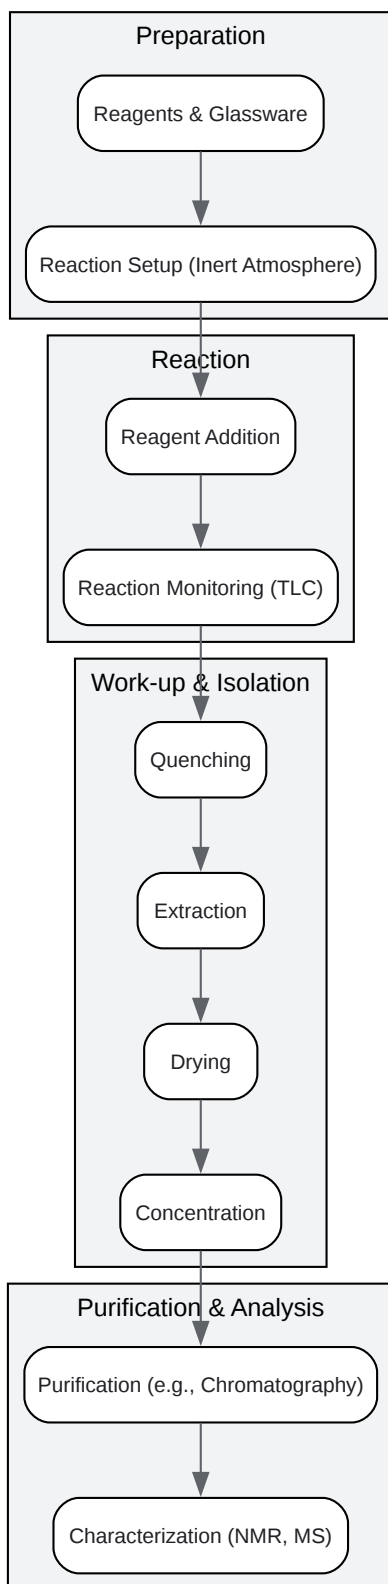 Preparation
Reagents & Glassware
Reaction Setup (Inert Atmosphere)
Reaction
Reagent Addition
Reaction Monitoring (TLC)
Work-up & Isolation
Quenching
Extraction
Drying
Concentration
Purification & Analysis
Purification (e.g., Chromatography)
Characterization (NMR, MS)